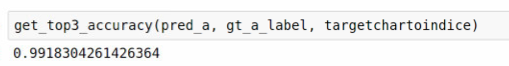 get_top3_accuracy(pred_a, gt_a_label, targetchartoindice)
0.9918304261426364